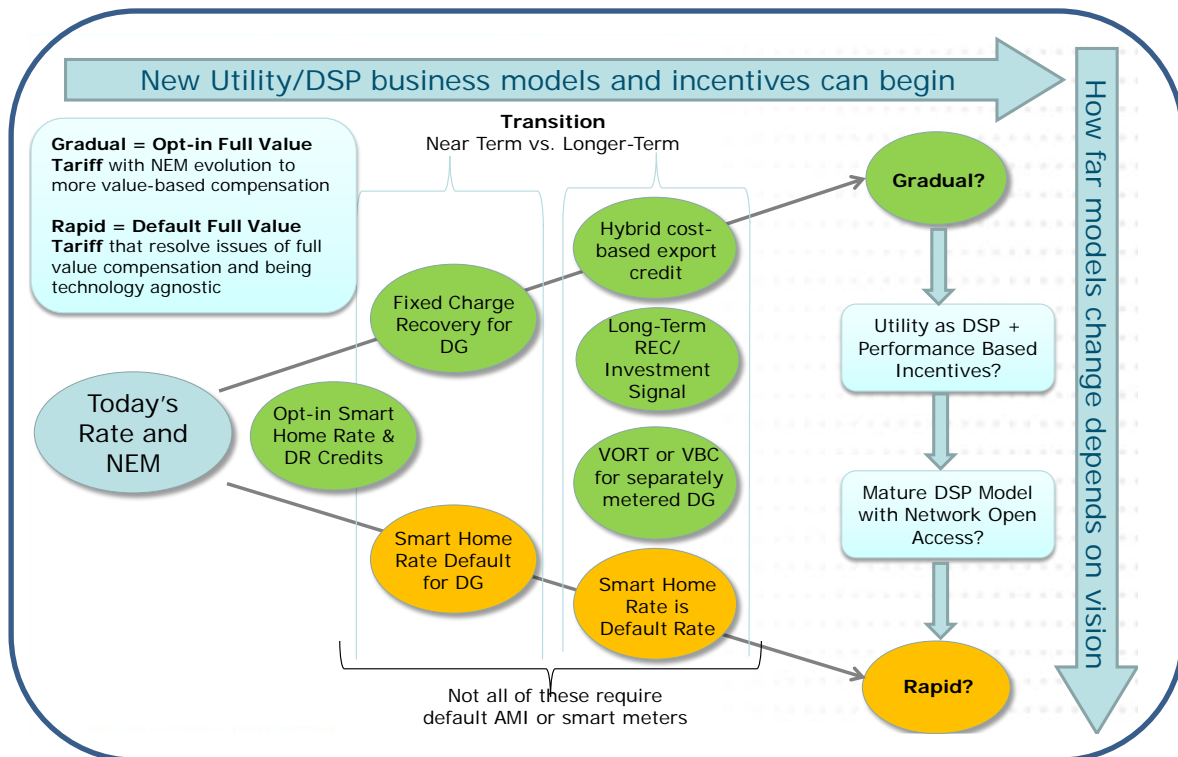 New Utility/DSP business models and incentives can begin
How far models change depends on vision
Gradual = Opt-in Full Value
Tariff with NEM evolution to
more value-based compensation
Rapid = Default Full Value
Tariff that resolve issues of full
value compensation and being
technology agnostic
Transition
Near Term vs. Longer-Term
Today's
Rate and
NEM
Opt-in Smart
Home Rate &
DR Credits
Fixed Charge
Recovery for
DG
Smart Home
Rate Default
for DG
Hybrid cost-
based export
credit
Long-Term
REC/
Investment
Signal
VORT or VBC
for separately
metered DG
Smart Home
Rate is
Default Rate
Gradual?
Utility as DSP +
Performance Based
Incentives?
Mature DSP Model
with Network Open
Access?
Rapid?
Not all of these require
default AMI or smart meters